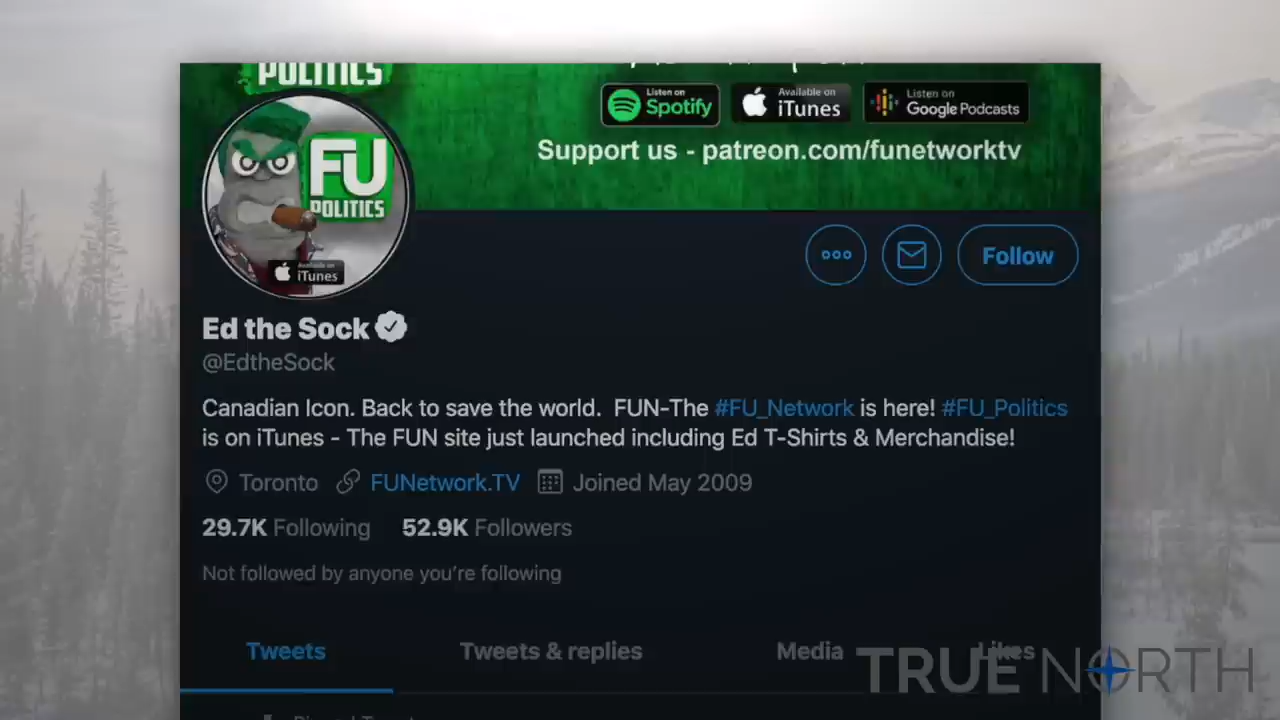 POLITICS
Listen on
Spotify
Available on
iTunes
Listen on
Google Podcasts
Support us - patreon.com/funetworktv
FU
POLITICS
Available on
iTunes
Follow
Ed the Sock
@EdtheSock
Canadian Icon. Back to save the world. FUN-The #FU_Network is here! #FU_Politics
is on iTunes - The FUN site just launched including Ed T-Shirts & Merchandise!
Toronto FUNetwork.TV Joined May 2009
29.7K Following 52.9K Followers
Not followed by anyone you're following
Tweets Tweets & replies Media Likes
TRUE NORTH